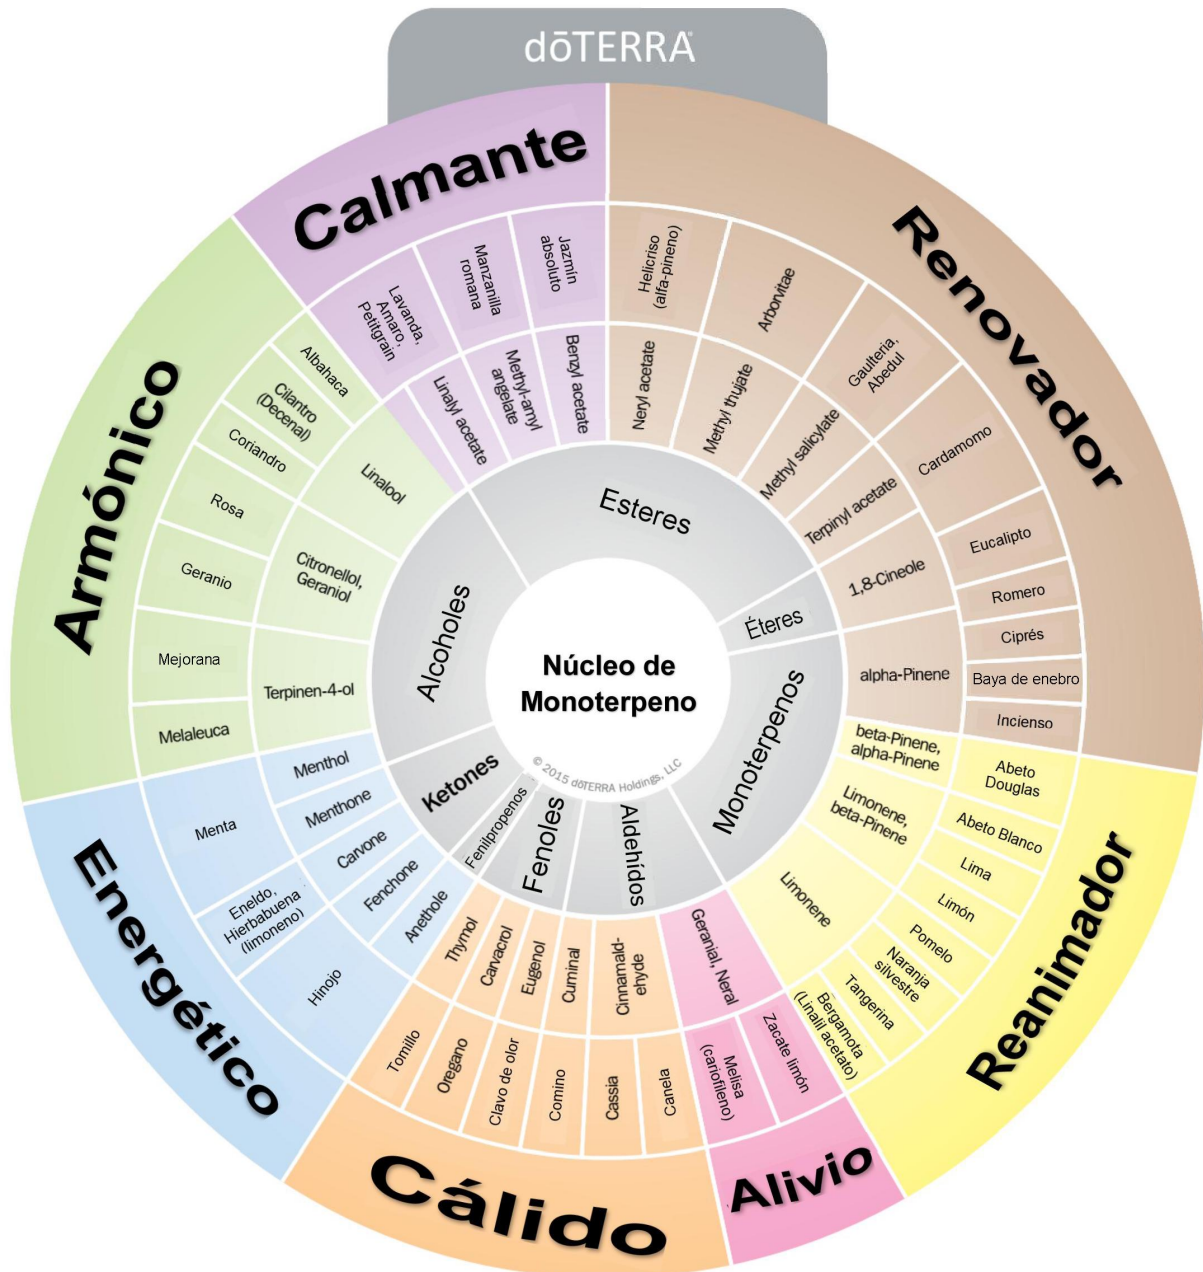 dōTERRA®
Calmante
Renovador
Armónico
Energético
Cálido
Alivio
Reanimador
Lavanda,
Amaro,
Petitgrain
Manzanilla
romana
Jazmín
absoluto
Linalyl acetate
Methyl-amyl
angelate
Benzyl acetate
Helicriso
(alfa-pineno)
Arborvitae
Gaulteria,
Abedul
Cardamomo
Eucalipto
Romero
Ciprés
Baya de enebro
Incienso
Neryl acetate
Methyl thujate
Methyl salicylate
Terpinyl acetate
1,8-Cineole
alpha-Pinene
beta-Pinene,
alpha-Pinene
Limonene,
beta-Pinene
Limonene
Abeto
Douglas
Abeto Blanco
Lima
Limón
Pomelo
Naranja
silvestre
Tangerina
Bergamota
(Linalil acetato)
Geranial, Neral
Zacate limón
Melisa
(cariofileno)
Cinnamald-
ehyde
Cuminal
Eugenol
Carvacrol
Thymol
Canela
Cassia
Comino
Clavo de olor
Oregano
Tomillo
Anethole
Fenchone
Carvone
Menthone
Menthol
Hinojo
Eneldo,
Hierbabuena
(limoneno)
Menta
Terpinen-4-ol
Citronellol,
Geraniol
Linalool
Melaleuca
Mejorana
Geranio
Rosa
Coriandro
Cilantro
(Decenal)
Albahaca
Esteres
Éteres
Monoterpenos
Aldehídos
Fenoles
Fenilpropenos
Ketones
Alcoholes
Núcleo de
Monoterpeno
© 2015 dōTERRA Holdings, LLC